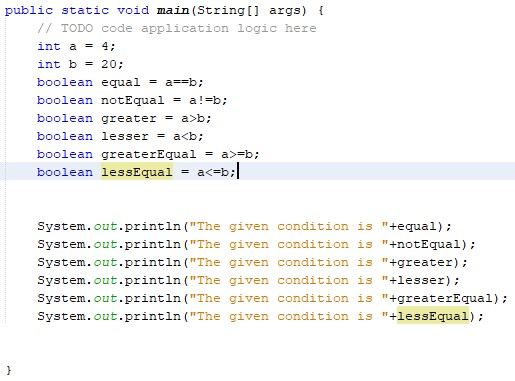 public static void main(String[] args) {
// TODO code application logic here
int a = 4;
int b = 20;
boolean equal = a==b;
boolean notEqual = a!=b;
boolean greater = a>b;
boolean lesser = a<b;
boolean greaterEqual = a>=b;
boolean lessEqual = a<=b;
System.out.println("The given condition is "+equal);
System.out.println("The given condition is "+notEqual);
System.out.println("The given condition is "+greater);
System.out.println("The given condition is "+lesser);
System.out.println("The given condition is "+greaterEqual);
System.out.println("The given condition is "+lessEqual);
}